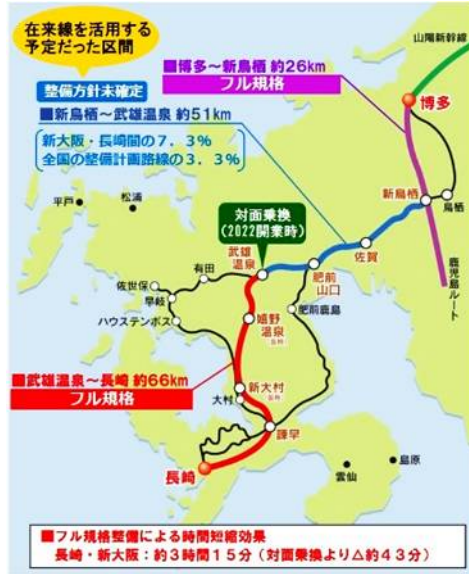 在来線を活用する
予定だった区間
山陽新幹線
■博多～新鳥栖 約26km
フル規格
整備方針未確定
■新鳥栖～武雄温泉 約51km
新大阪・長崎間の7.3%
全国の整備計画路線の3.3%
博多
新鳥栖
鳥栖
対面乗換
(2022開業時)
松浦
平戸
武雄
温泉
佐賀
鹿児島ルート
有田
肥前
山口
佐世保
早岐
肥前鹿島
ハウステンボス
嬉野
温泉
■武雄温泉～長崎 約66km
フル規格
新大村
大村
諫早
長崎
島原
雲仙
■フル規格整備による時間短縮効果
長崎・新大阪：約3時間15分（対面乗換より△約43分）